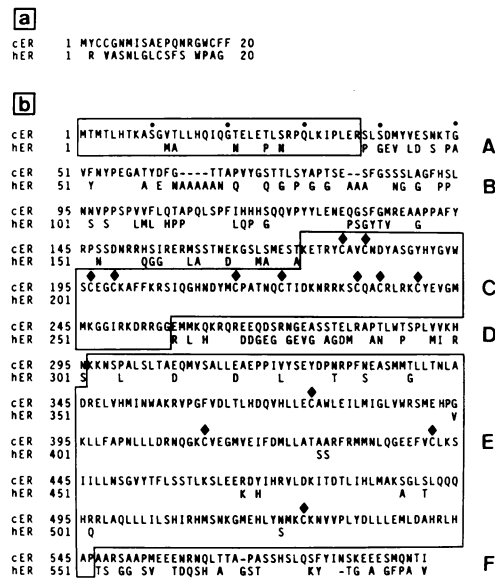 a
cER 1 MYCCGNMISAEPQNRGWCFF 20
hER 1 R VASNLGLCSFS WPAG 20
b
cER 1 MTMTLHTKASGVTLLHQIQGTELETLSRPQLKIPLERSLSDMYVESNKTG
hER 1 MA N P N P GEV LD S PA
A
cER 51 VFNYPEGATYDFG----TTAPVYGSTTLSYAPTSE--SFGSSSLAGFHSL
hER 51 Y A E NAAAAANA Q Q G P G G AAA NG G PP
B
cER 95 NNVPPSPVVFLQTAPQLSPFIHHHSQQVPYYLENEQGSFGMREAAPPAFY
hER 101 S S LML HPP LQP G PSGYTV G
cER 145 RPSSDNRRHSIRERMSSTNEKGSLSMESTKETRYCAVCNDYASGYHYGVW
hER 151 N QGG LA D MA A
cER 195 SCEGCKAFFKRSIQGHNDYMCPATNQCTIDKNRRKSCQACRLRKCYEVGM
hER 201
C
cER 245 MKGGIRKDRRGGEMMKQKRQREEQDSRNGEASSTELRAPTLWTSPLVVKH
hER 251 R L H DDGEG GEVG AGDM AN P MI R
D
cER 295 NKKNSPALSLTAEQMVSALLEAEPPIVYSEYDPNRPFNEASMMTLLTNLA
hER 301 S L D D L T S G
cER 345 DRELVHMINWAKRVPGFVDLTLHDQVHLLECAWLEILMIGLVWRSMEHPG
hER 351 V
cER 395 KLLFAPNLLLDRNQGKCVEGMVEIFDMLLATAARFRMMNLQGEEFVCLKS
hER 401 SS
E
cER 445 IILLNSGVYTFLSSTLKSLEERDYIHRVLDKITDTLIHLMAKSGLSLQQQ
hER 451 K H A T
cER 495 HRRLAQLLLILSHIRHMSNKGMEHLYNMKCKNVVPLYDLLLEMLDAHRLH
hER 501 Q S
cER 545 APAARSAAPMEEENRNQLTTA-PASSHSLQSFYINSKEEESMQNTI
hER 551 TS GG SV TDQSH A GST KY -TG A GFPA V
F